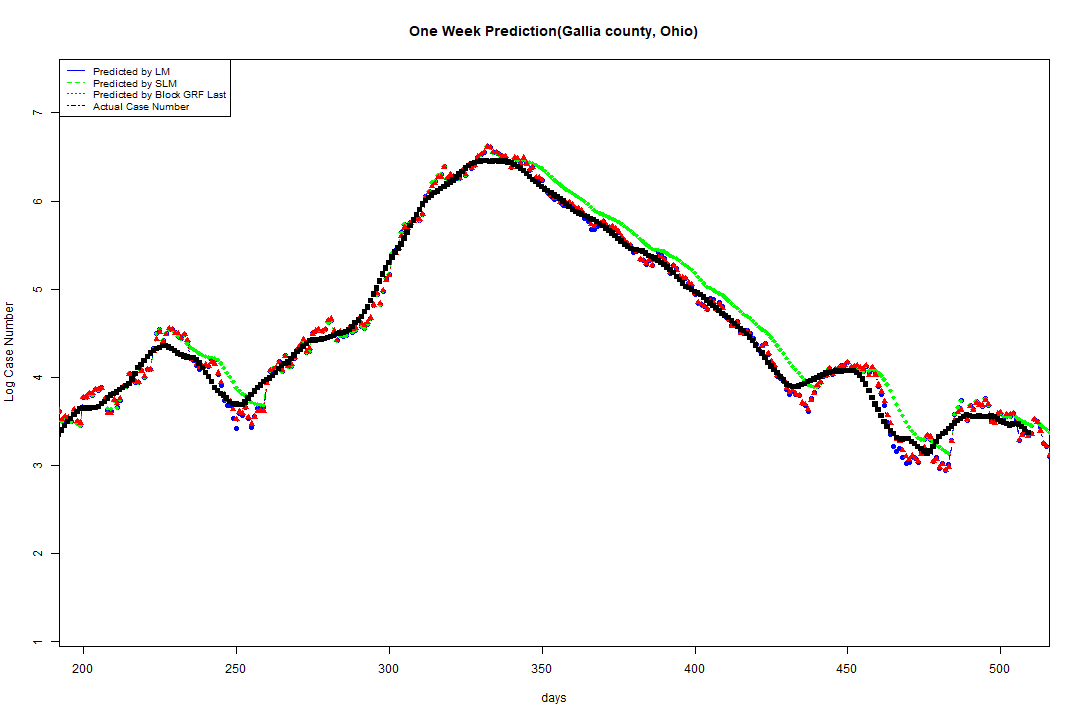 One Week Prediction(Gallia county, Ohio)
Predicted by LM
Predicted by SLM
Predicted by Block GRF Last
Actual Case Number
Log Case Number
7
6
5
4
3
2
1
200 250 300 350 400 450 500
days